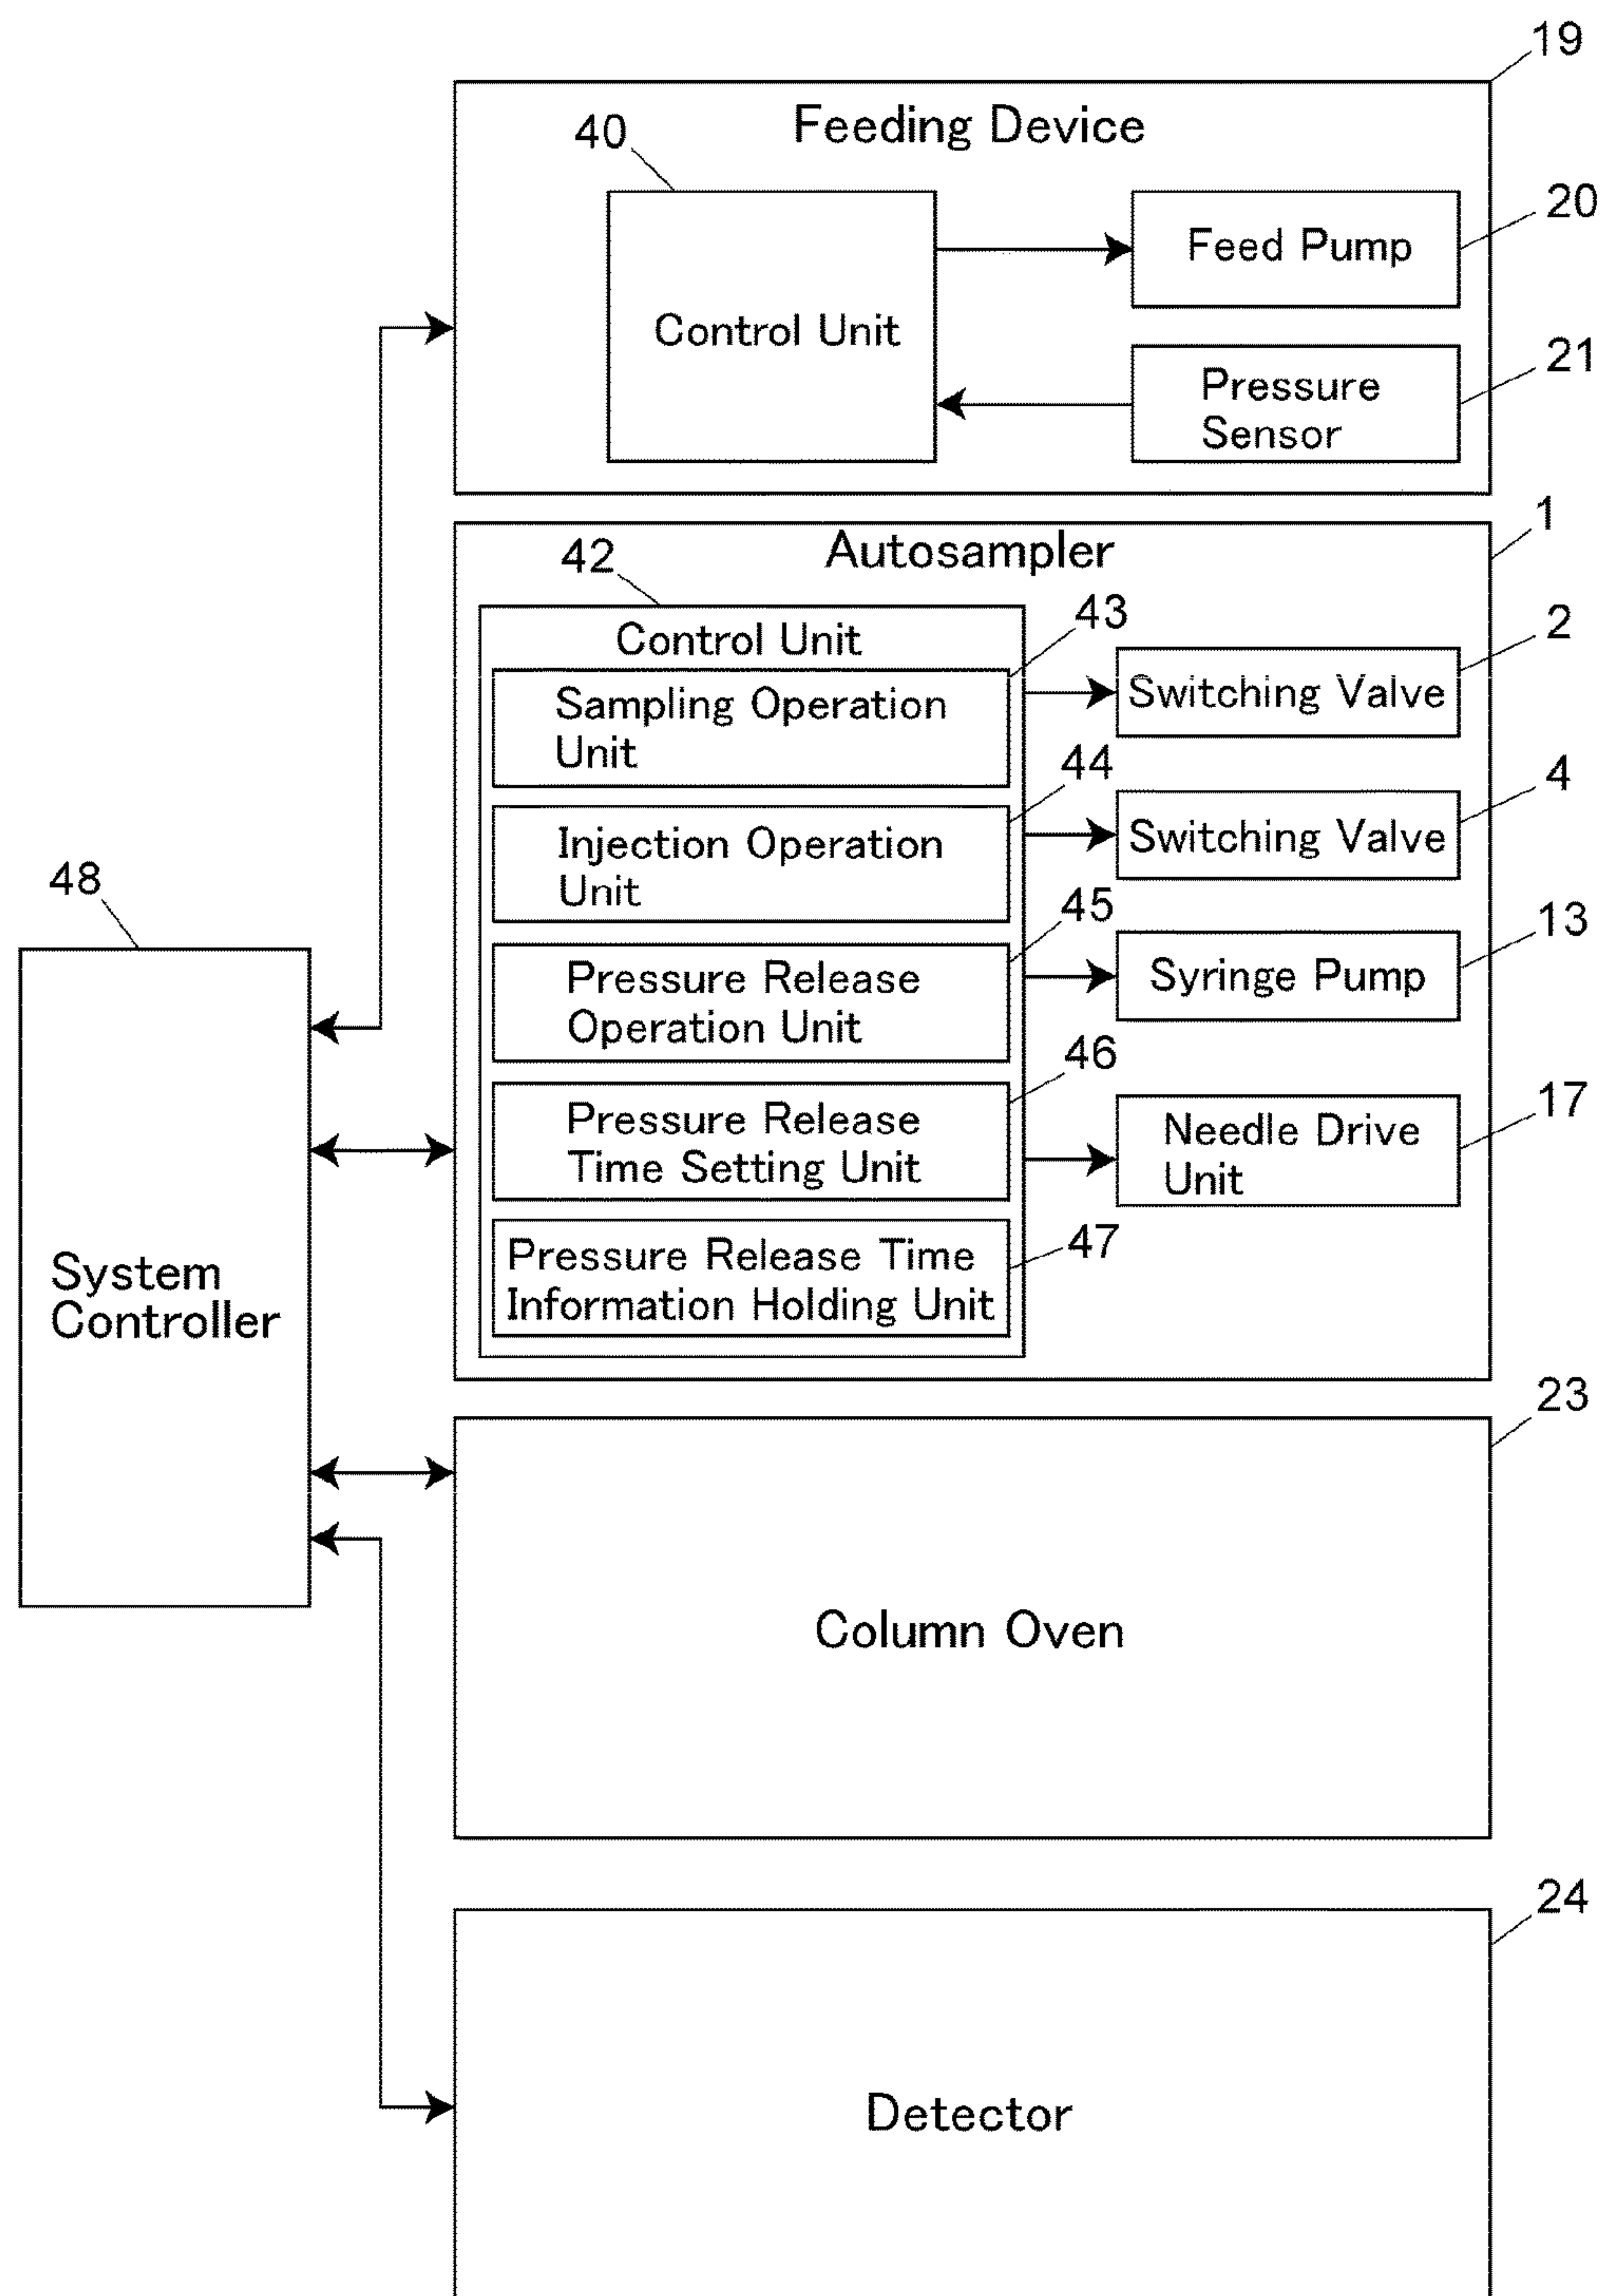 19
Feeding Device
40
20
Feed Pump
Control Unit
21
Pressure
Sensor
1
Autosampler
42
43
Control Unit
2
Switching Valve
Sampling Operation
Unit
44
4
Switching Valve
Injection Operation
Unit
48
45
13
Syringe Pump
Pressure Release
Operation Unit
46
17
Needle Drive
Unit
Pressure Release
Time Setting Unit
47
Pressure Release Time
Information Holding Unit
System
Controller
23
Column Oven
24
Detector